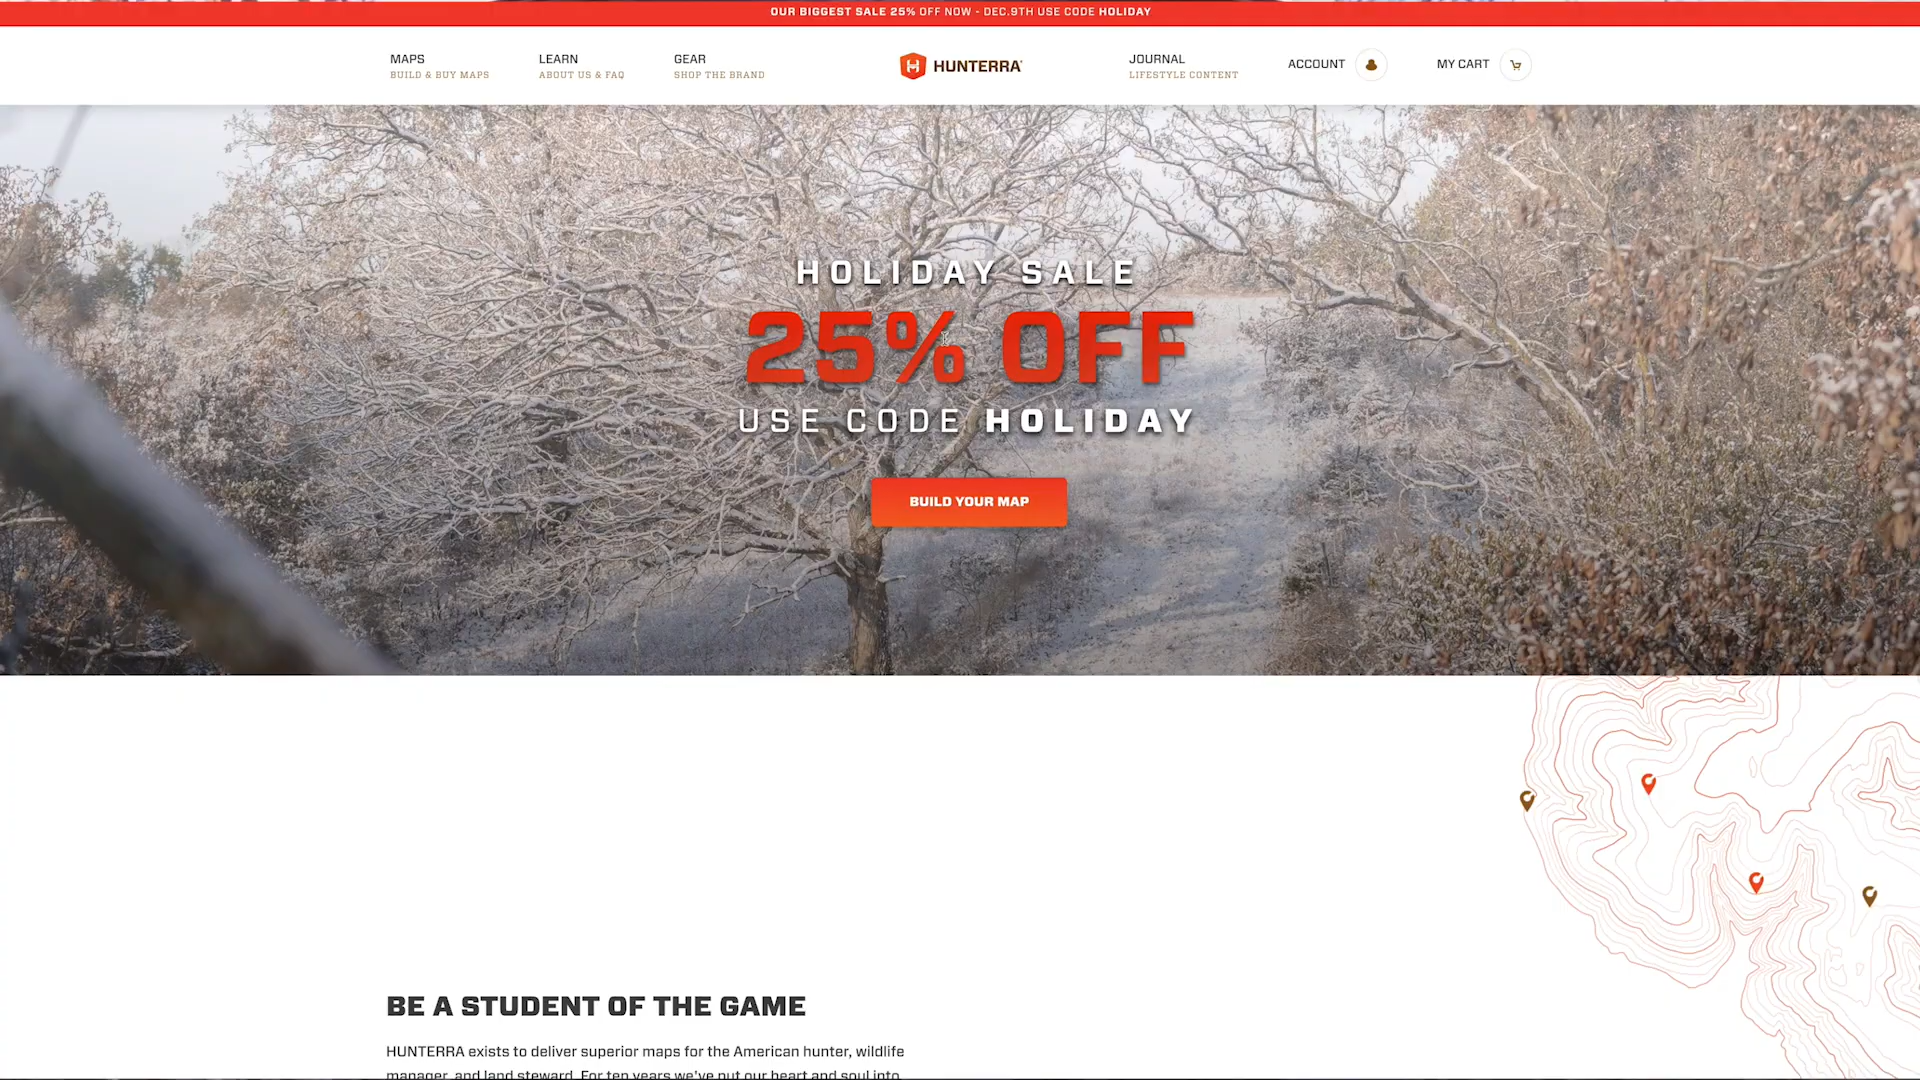 OUR BIGGEST SALE 25% OFF NOW - DEC.9TH USE CODE HOLIDAY
MAPS
BUILD & BUY MAPS
LEARN
ABOUT US & FAQ
GEAR
SHOP THE BRAND
HUNTERRA
JOURNAL
LIFESTYLE CONTENT
ACCOUNT
MY CART
HOLIDAY SALE
25% OFF
USE CODE HOLIDAY
BUILD YOUR MAP
BE A STUDENT OF THE GAME
HUNTERRA exists to deliver superior maps for the American hunter, wildlife
manager, and land steward. For ten years we've put our heart and soul into